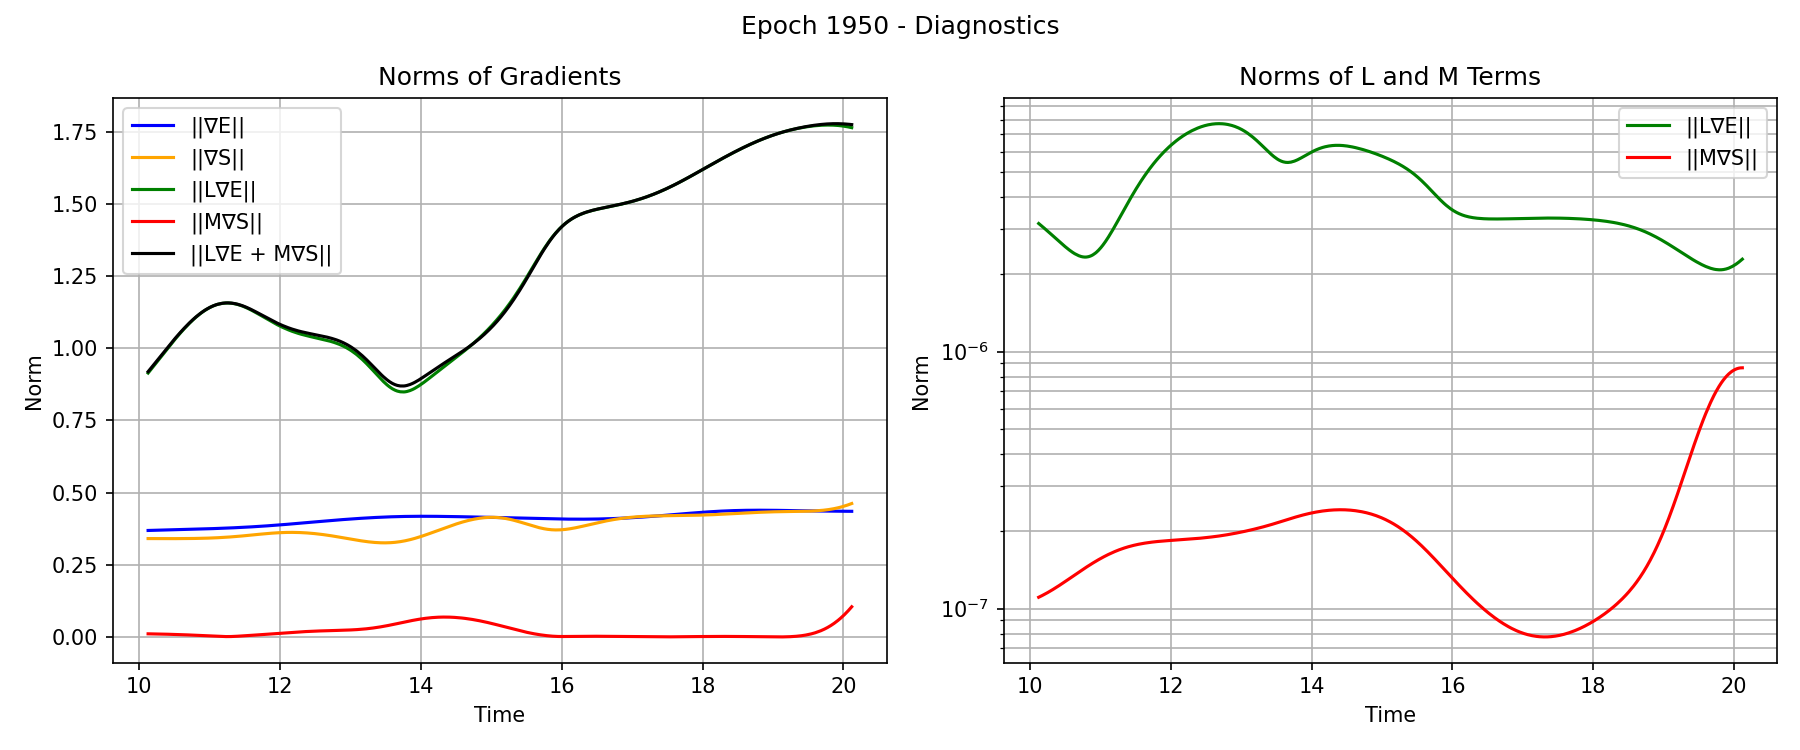 Epoch 1950 - Diagnostics
Norms of Gradients
||∇E||
||∇S||
||L∇E||
||M∇S||
||L∇E + M∇S||
Norm
1.75
1.50
1.25
1.00
0.75
0.50
0.25
0.00
10 12 14 16 18 20
Time
Norms of L and M Terms
||L∇E||
||M∇S||
Norm
10⁻⁶
10⁻⁷
10 12 14 16 18 20
Time